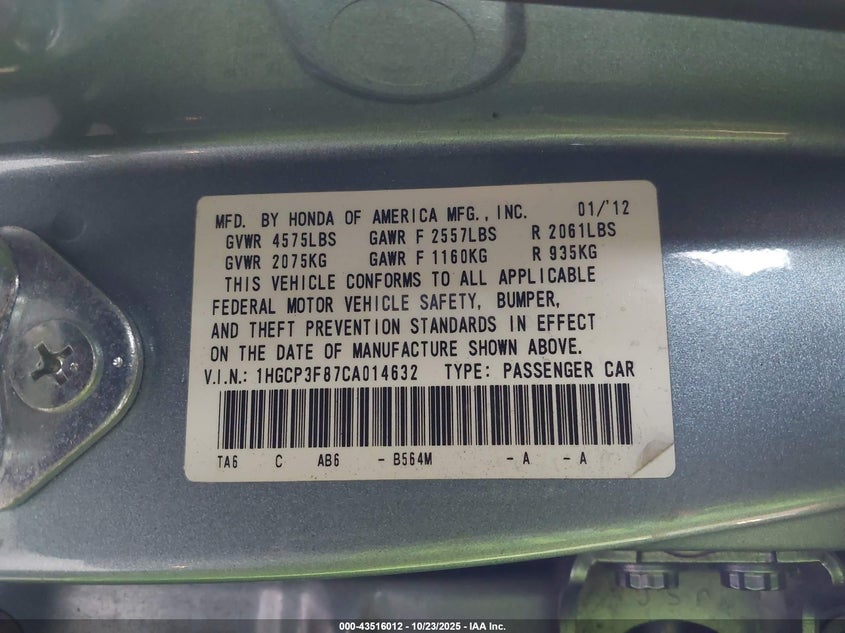 MFD. BY HONDA OF AMERICA MFG., INC. 01/'12
GVWR 4575LBS GAWR F 2557LBS R 2061LBS
GVWR 2075KG GAWR F 1160KG R 935KG
THIS VEHICLE CONFORMS TO ALL APPLICABLE
FEDERAL MOTOR VEHICLE SAFETY, BUMPER,
AND THEFT PREVENTION STANDARDS IN EFFECT
ON THE DATE OF MANUFACTURE SHOWN ABOVE.
V.I.N.: 1HGCP3F87CA014632 TYPE: PASSENGER CAR
TA6 C AB6 - B564M - A - A
000-43516012 • 10/23/2025 • IAA Inc.